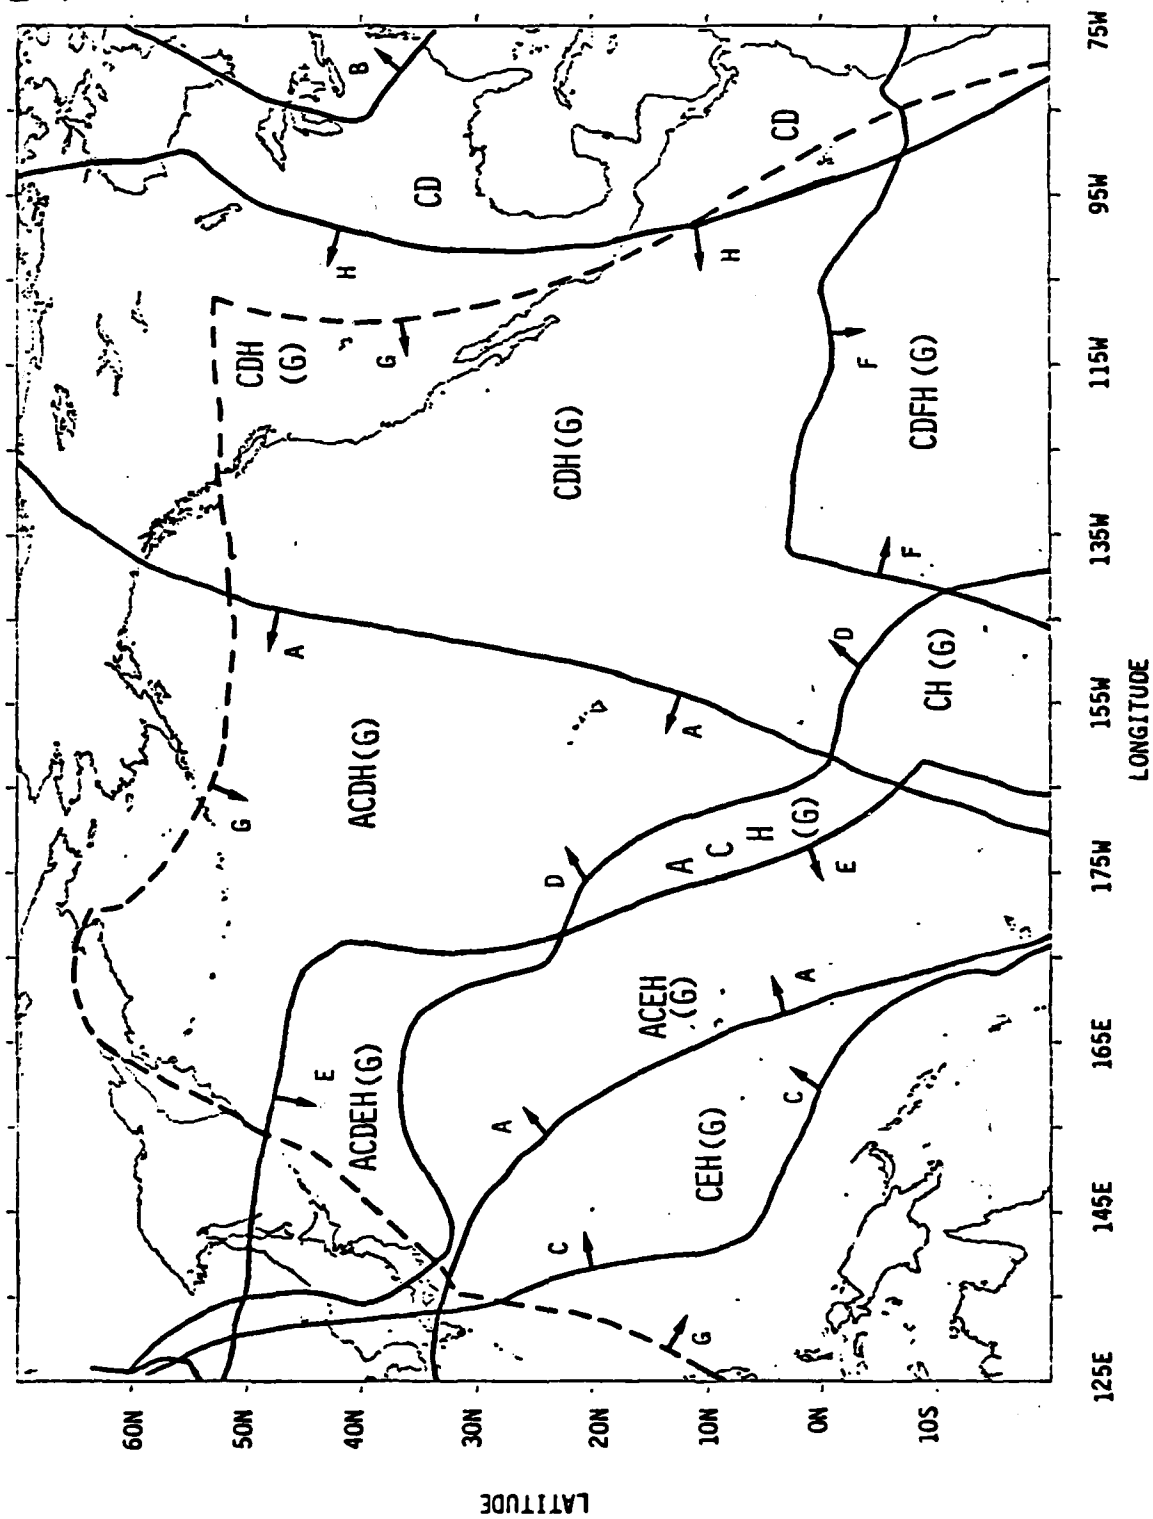 75W
95W
115W
135W
155W
175W
165E
145E
125E
LONGITUDE
60N
50N
40N
30N
20N
10N
0N
10S
LATITUDE
B
CD
CD
H
H
G
CDH
(G)
CDH(G)
F
CDFH(G)
F
A
D
CH(G)
A
ACDH(G)
G
D
A
C
H
(G)
E
ACEH
(G)
A
E
ACDEH(G)
A
C
CEH(G)
C
G